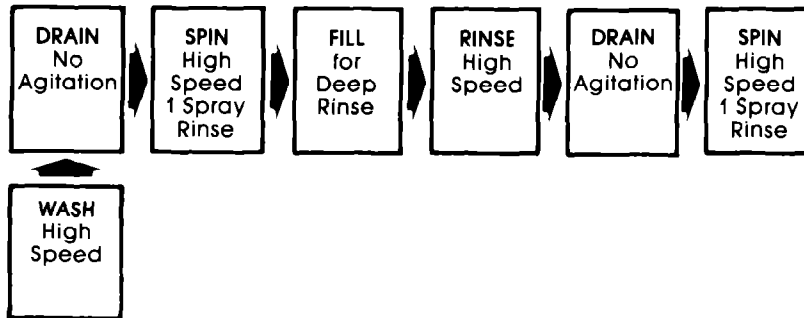 DRAIN
No
Agitation
SPIN
High
Speed
1 Spray
Rinse
FILL
for
Deep
Rinse
RINSE
High
Speed
DRAIN
No
Agitation
SPIN
High
Speed
1 Spray
Rinse
WASH
High
Speed